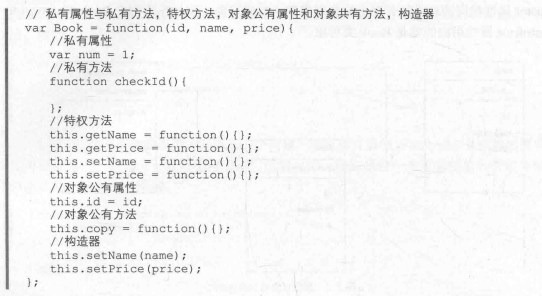 // 私有属性与私有方法，特权方法，对象公有属性和对象共有方法，构造器
var Book = function(id, name, price){
    //私有属性
    var num = 1;
    //私有方法
    function checkId(){

    };
    //特权方法
    this.getName = function(){};
    this.getPrice = function(){};
    this.setName = function(){};
    this.setPrice = function(){};
    //对象公有属性
    this.id = id;
    //对象公有方法
    this.copy = function(){};
    //构造器
    this.setName(name);
    this.setPrice(price);
};